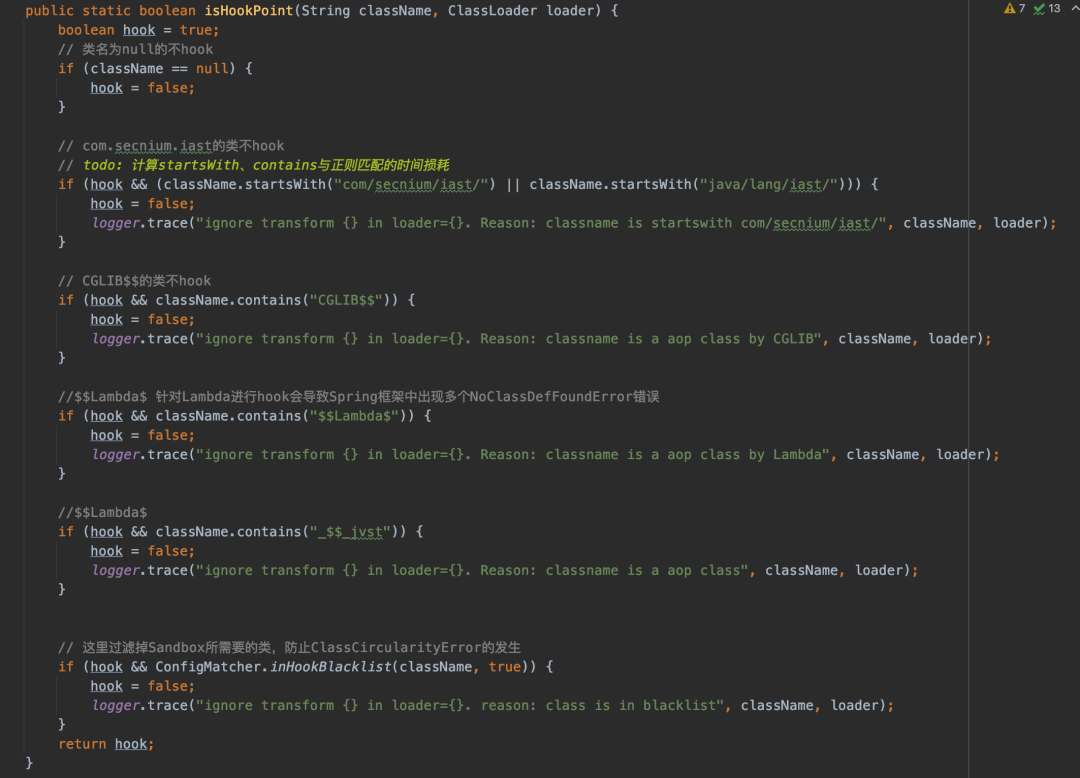 public static boolean isHookPoint(String className, ClassLoader loader) {
7 13
boolean hook = true;
// 类名为null的不hook
if (className == null) {
hook = false;
}
// com.secnium.iast的类不hook
// todo: 计算startsWith、contains与正则匹配的时间损耗
if (hook && (className.startsWith("com/secnium/iast/") || className.startsWith("java/lang/iast/"))) {
hook = false;
logger.trace("ignore transform {} in loader={}. Reason: classname is startswith com/secnium/iast/", className, loader);
}
// CGLIB$$的类不hook
if (hook && className.contains("CGLIB$$")) {
hook = false;
logger.trace("ignore transform {} in loader={}. Reason: classname is a aop class by CGLIB", className, loader);
}
//$$Lambda$ 针对Lambda进行hook会导致Spring框架中出现多个NoClassDefFoundError错误
if (hook && className.contains("$$Lambda$")) {
hook = false;
logger.trace("ignore transform {} in loader={}. Reason: classname is a aop class by Lambda", className, loader);
}
//$$Lambda$
if (hook && className.contains("_$$_jvst")) {
hook = false;
logger.trace("ignore transform {} in loader={}. Reason: classname is a aop class", className, loader);
}
// 这里过滤掉Sandbox所需要的类，防止ClassCircularityError的发生
if (hook && ConfigMatcher.inHookBlacklist(className, true)) {
hook = false;
logger.trace("ignore transform {} in loader={}. reason: class is in blacklist", className, loader);
}
return hook;
}